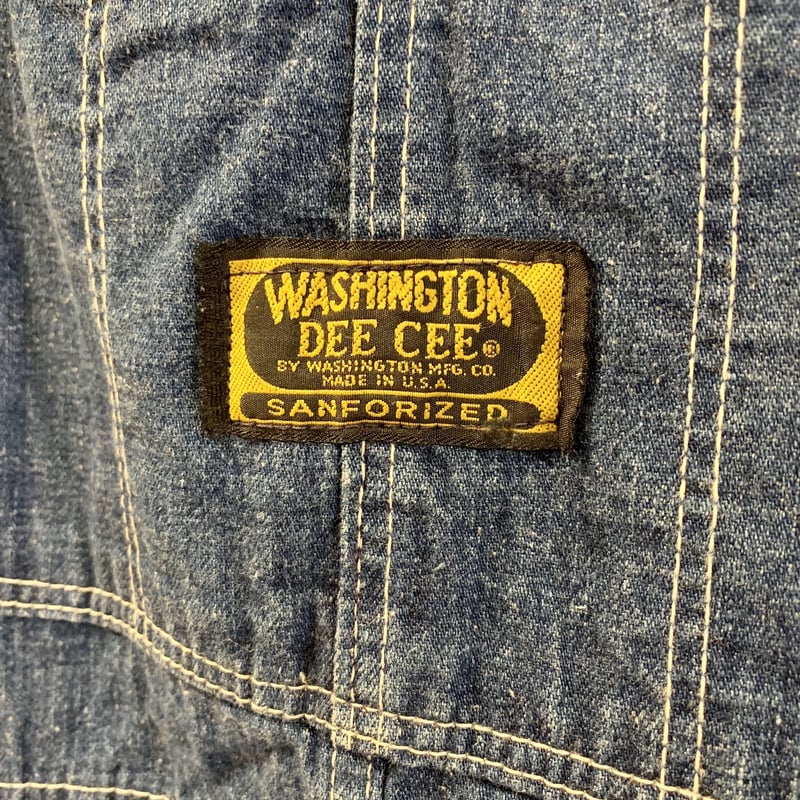 WASHINGTON
DEE CEE®
BY WASHINGTON MFG. CO.
MADE IN U.S.A.
SANFORIZED